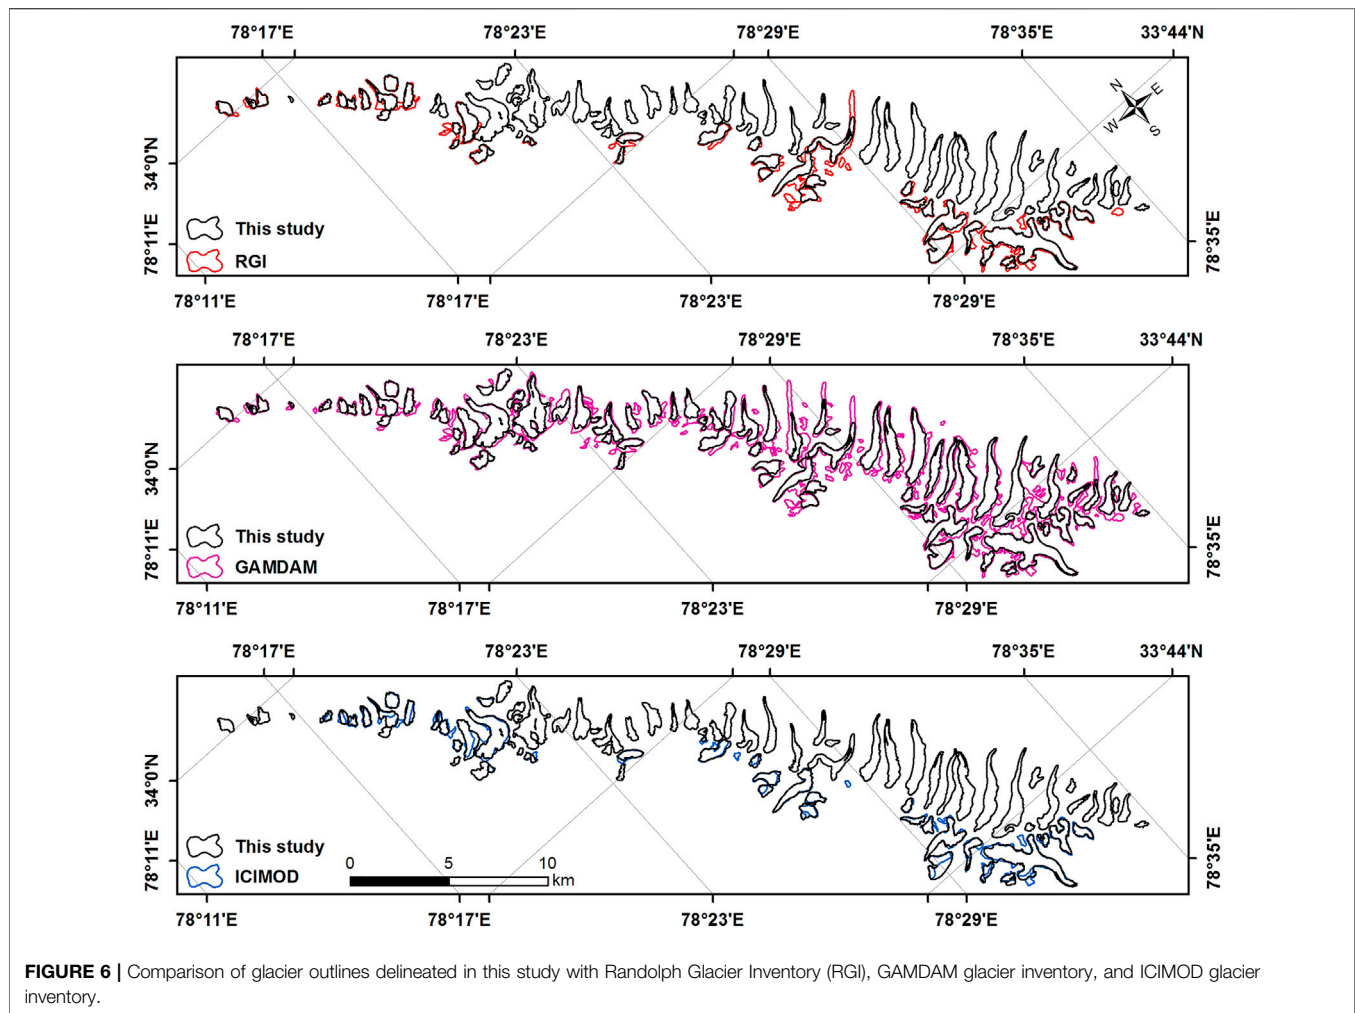 78°17'E 78°23'E 78°29'E 78°35'E 33°44'N
N
E
W
S
34°0'N
78°11'E
This study
RGI
78°35'E
78°11'E 78°17'E 78°23'E 78°29'E
78°17'E 78°23'E 78°29'E 78°35'E 33°44'N
34°0'N
78°11'E
This study
GAMDAM
78°35'E
78°11'E 78°17'E 78°23'E 78°29'E
78°17'E 78°23'E 78°29'E 78°35'E 33°44'N
34°0'N
78°11'E
This study
ICIMOD
0 5 10
km
78°35'E
78°11'E 78°17'E 78°23'E 78°29'E
FIGURE 6 | Comparison of glacier outlines delineated in this study with Randolph Glacier Inventory (RGI), GAMDAM glacier inventory, and ICIMOD glacier
inventory.